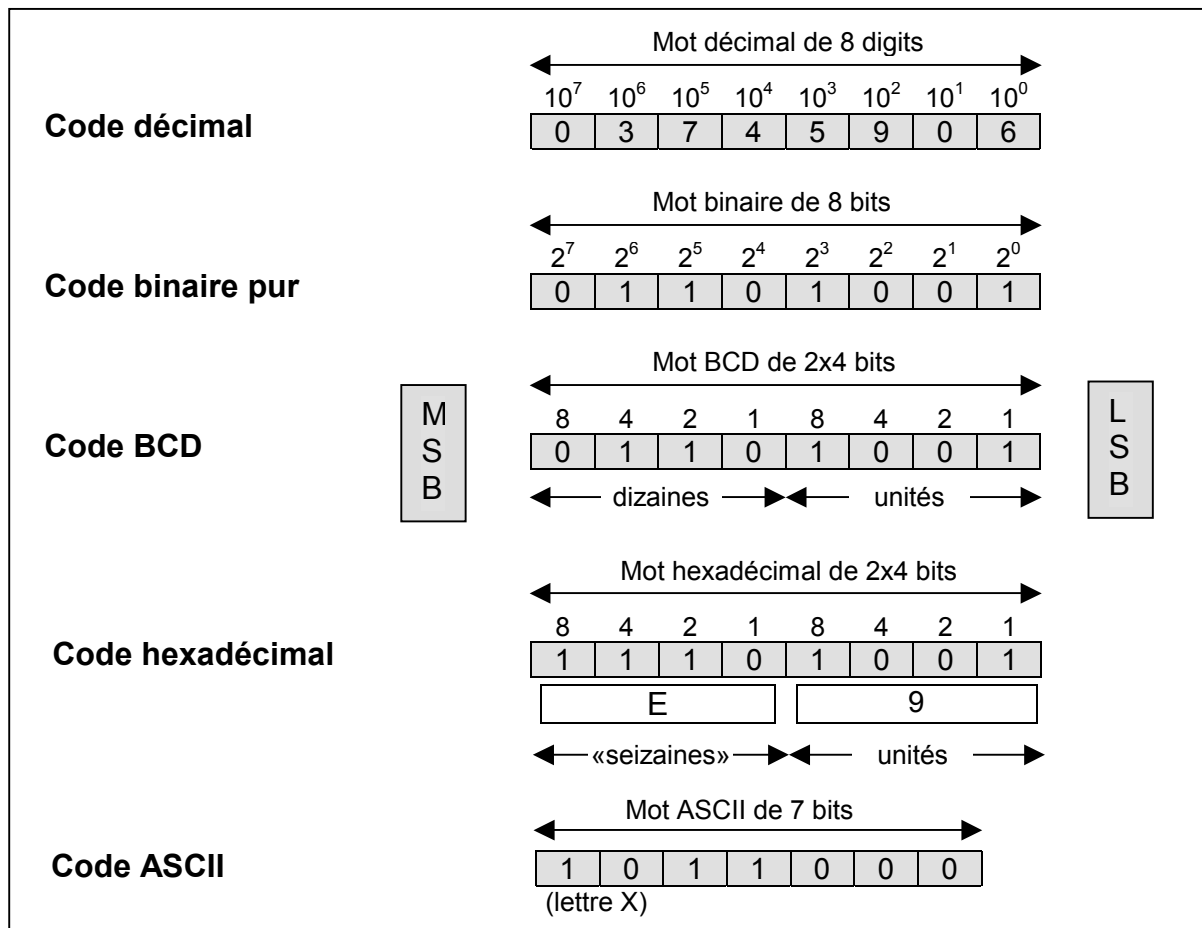 Mot décimal de 8 digits
10⁷ 10⁶ 10⁵ 10⁴ 10³ 10² 10¹ 10⁰
Code décimal
0 3 7 4 5 9 0 6
Mot binaire de 8 bits
2⁷ 2⁶ 2⁵ 2⁴ 2³ 2² 2¹ 2⁰
Code binaire pur
0 1 1 0 1 0 0 1
Mot BCD de 2x4 bits
8 4 2 1 8 4 2 1
Code BCD
M
S
B
0 1 1 0 1 0 0 1
L
S
B
dizaines unités
Mot hexadécimal de 2x4 bits
8 4 2 1 8 4 2 1
Code hexadécimal
1 1 1 0 1 0 0 1
E 9
«seizaines» unités
Mot ASCII de 7 bits
Code ASCII
1 0 1 1 0 0 0
(lettre X)